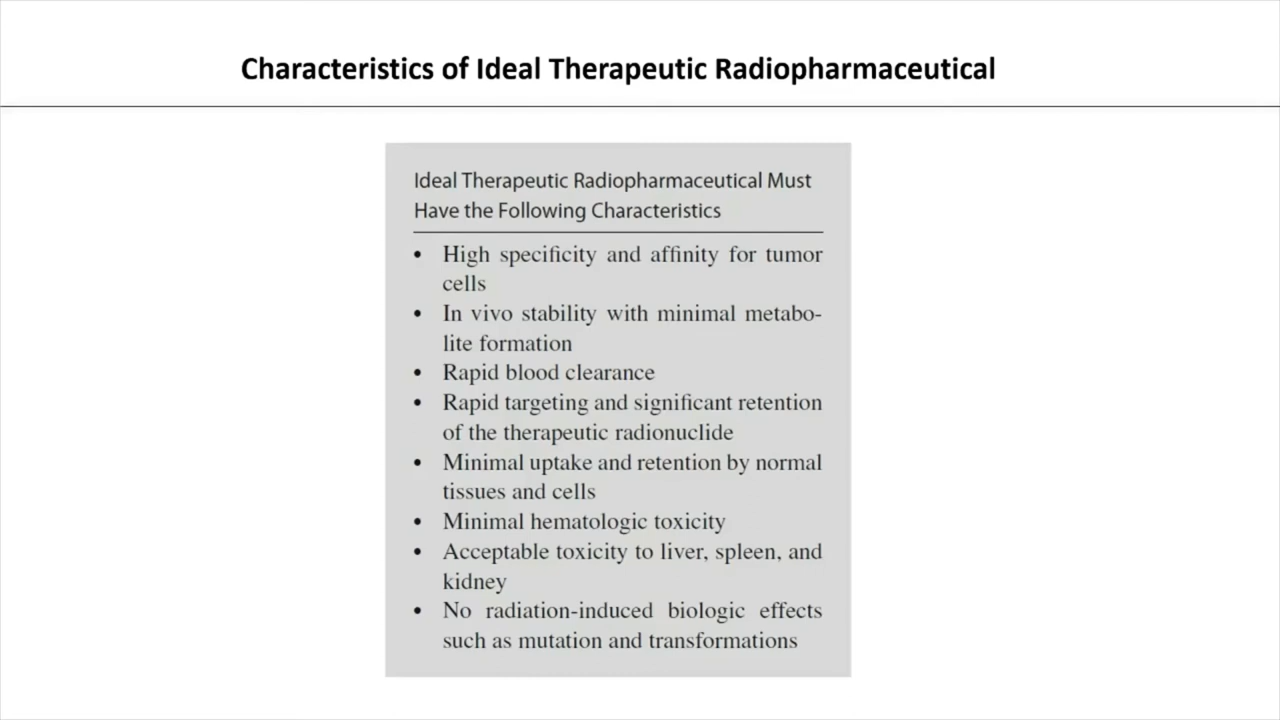 Characteristics of Ideal Therapeutic Radiopharmaceutical
Ideal Therapeutic Radiopharmaceutical Must
Have the Following Characteristics
• High specificity and affinity for tumor
cells
• In vivo stability with minimal metabo-
lite formation
• Rapid blood clearance
• Rapid targeting and significant retention
of the therapeutic radionuclide
• Minimal uptake and retention by normal
tissues and cells
• Minimal hematologic toxicity
• Acceptable toxicity to liver, spleen, and
kidney
• No radiation-induced biologic effects
such as mutation and transformations